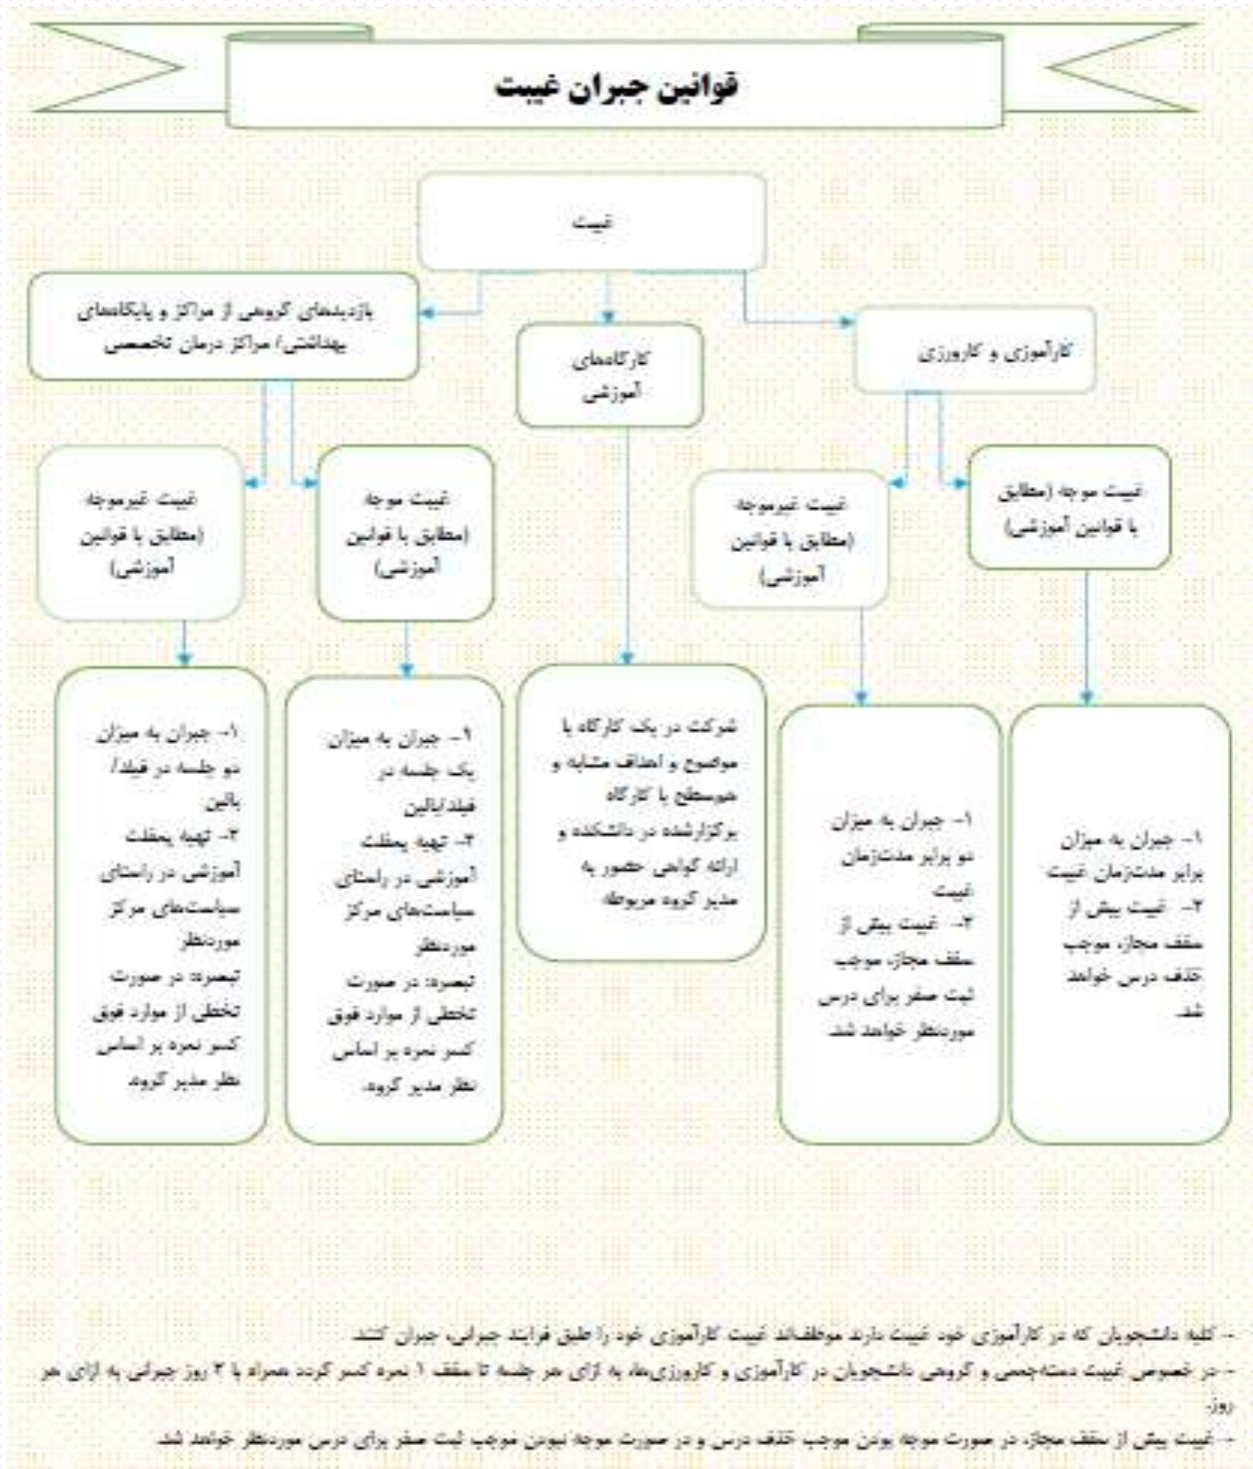 قوانین جبران غیبت
غیبت
کارآموزی و کارورزی
کارگاه‌های
آموزشی
بازدیدهای گروهی از مراکز و پایگاه‌های
بهداشتی/ مراکز درمان تخصصی
غیبت موجه (مطابق
با قوانین آموزشی)
غیبت غیرموجه
(مطابق با قوانین
آموزشی)
غیبت موجه
(مطابق با قوانین
آموزشی)
غیبت غیرموجه
(مطابق با قوانین
آموزشی)
۱- جبران به میزان
برابر مدت‌زمان غیبت
۲- غیبت بیش از
سقف مجاز، موجب
حذف درس خواهد
شد.
۱- جبران به میزان
دو برابر مدت‌زمان
غیبت
۲- غیبت بیش از
سقف مجاز، موجب
ثبت صفر برای درس
موردنظر خواهد شد.
شرکت در یک کارگاه با
موضوع و اهداف مشابه و
هم‌سطح با کارگاه
برگزارشده در دانشکده و
ارائه گواهی حضور به
مدیر گروه مربوطه.
۱- جبران به میزان
یک جلسه در
فیلد/بالین
۲- تهیه پمفلت
آموزشی در راستای
سیاست‌های مرکز
موردنظر
تبصره: در صورت
تخطی از موارد فوق
کسر نمره بر اساس
نظر مدیر گروه.
۱- جبران به میزان
دو جلسه در فیلد/
بالین
۲- تهیه پمفلت
آموزشی در راستای
سیاست‌های مرکز
موردنظر
تبصره: در صورت
تخطی از موارد فوق
کسر نمره بر اساس
نظر مدیر گروه.
- کلیه دانشجویان که در کارآموزی خود غیبت دارند موظف‌اند غیبت کارآموزی خود را طبق فرایند جبرانی، جبران کنند.
- در خصوص غیبت دسته‌جمعی و گروهی دانشجویان در کارآموزی و کارورزی‌ها، به ازای هر جلسه تا سقف ۱ نمره کسر گردد همراه با ۲ روز جبرانی به ازای هر
روز.
- غیبت بیش از سقف مجاز، در صورت موجه بودن موجب حذف درس و در صورت موجه نبودن موجب ثبت صفر برای درس موردنظر خواهد شد.